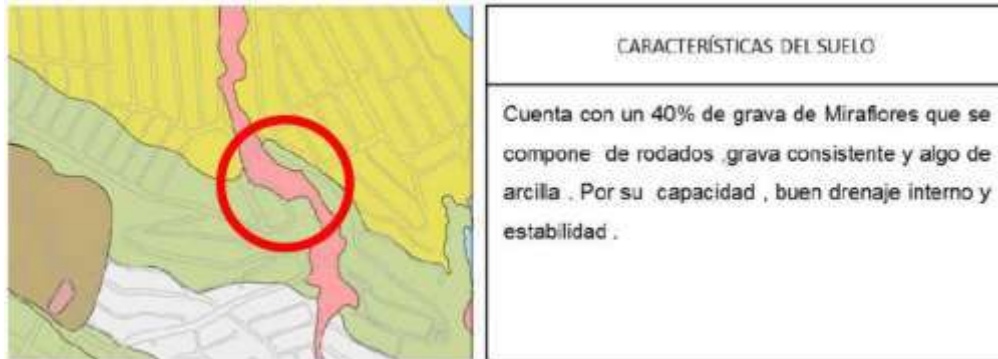 CARACTERÍSTICAS DEL SUELO
Cuenta con un 40% de grava de Miraflores que se
compone de rodados ,grava consistente y algo de
arcilla . Por su capacidad , buen drenaje interno y
estabilidad .